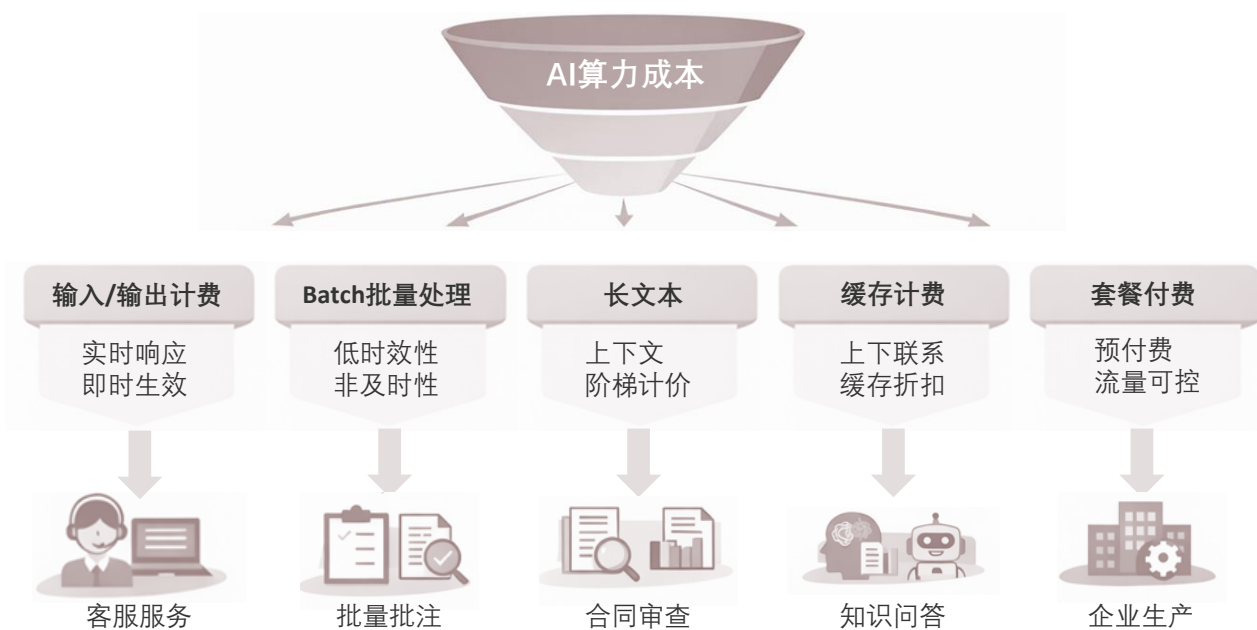 AI算力成本
输入/输出计费
Batch批量处理
长文本
缓存计费
套餐付费
实时响应
即时生效
低时效性
非及时性
上下文
阶梯计价
上下联系
缓存折扣
预付费
流量可控
客服服务
批量批注
合同审查
知识问答
企业生产